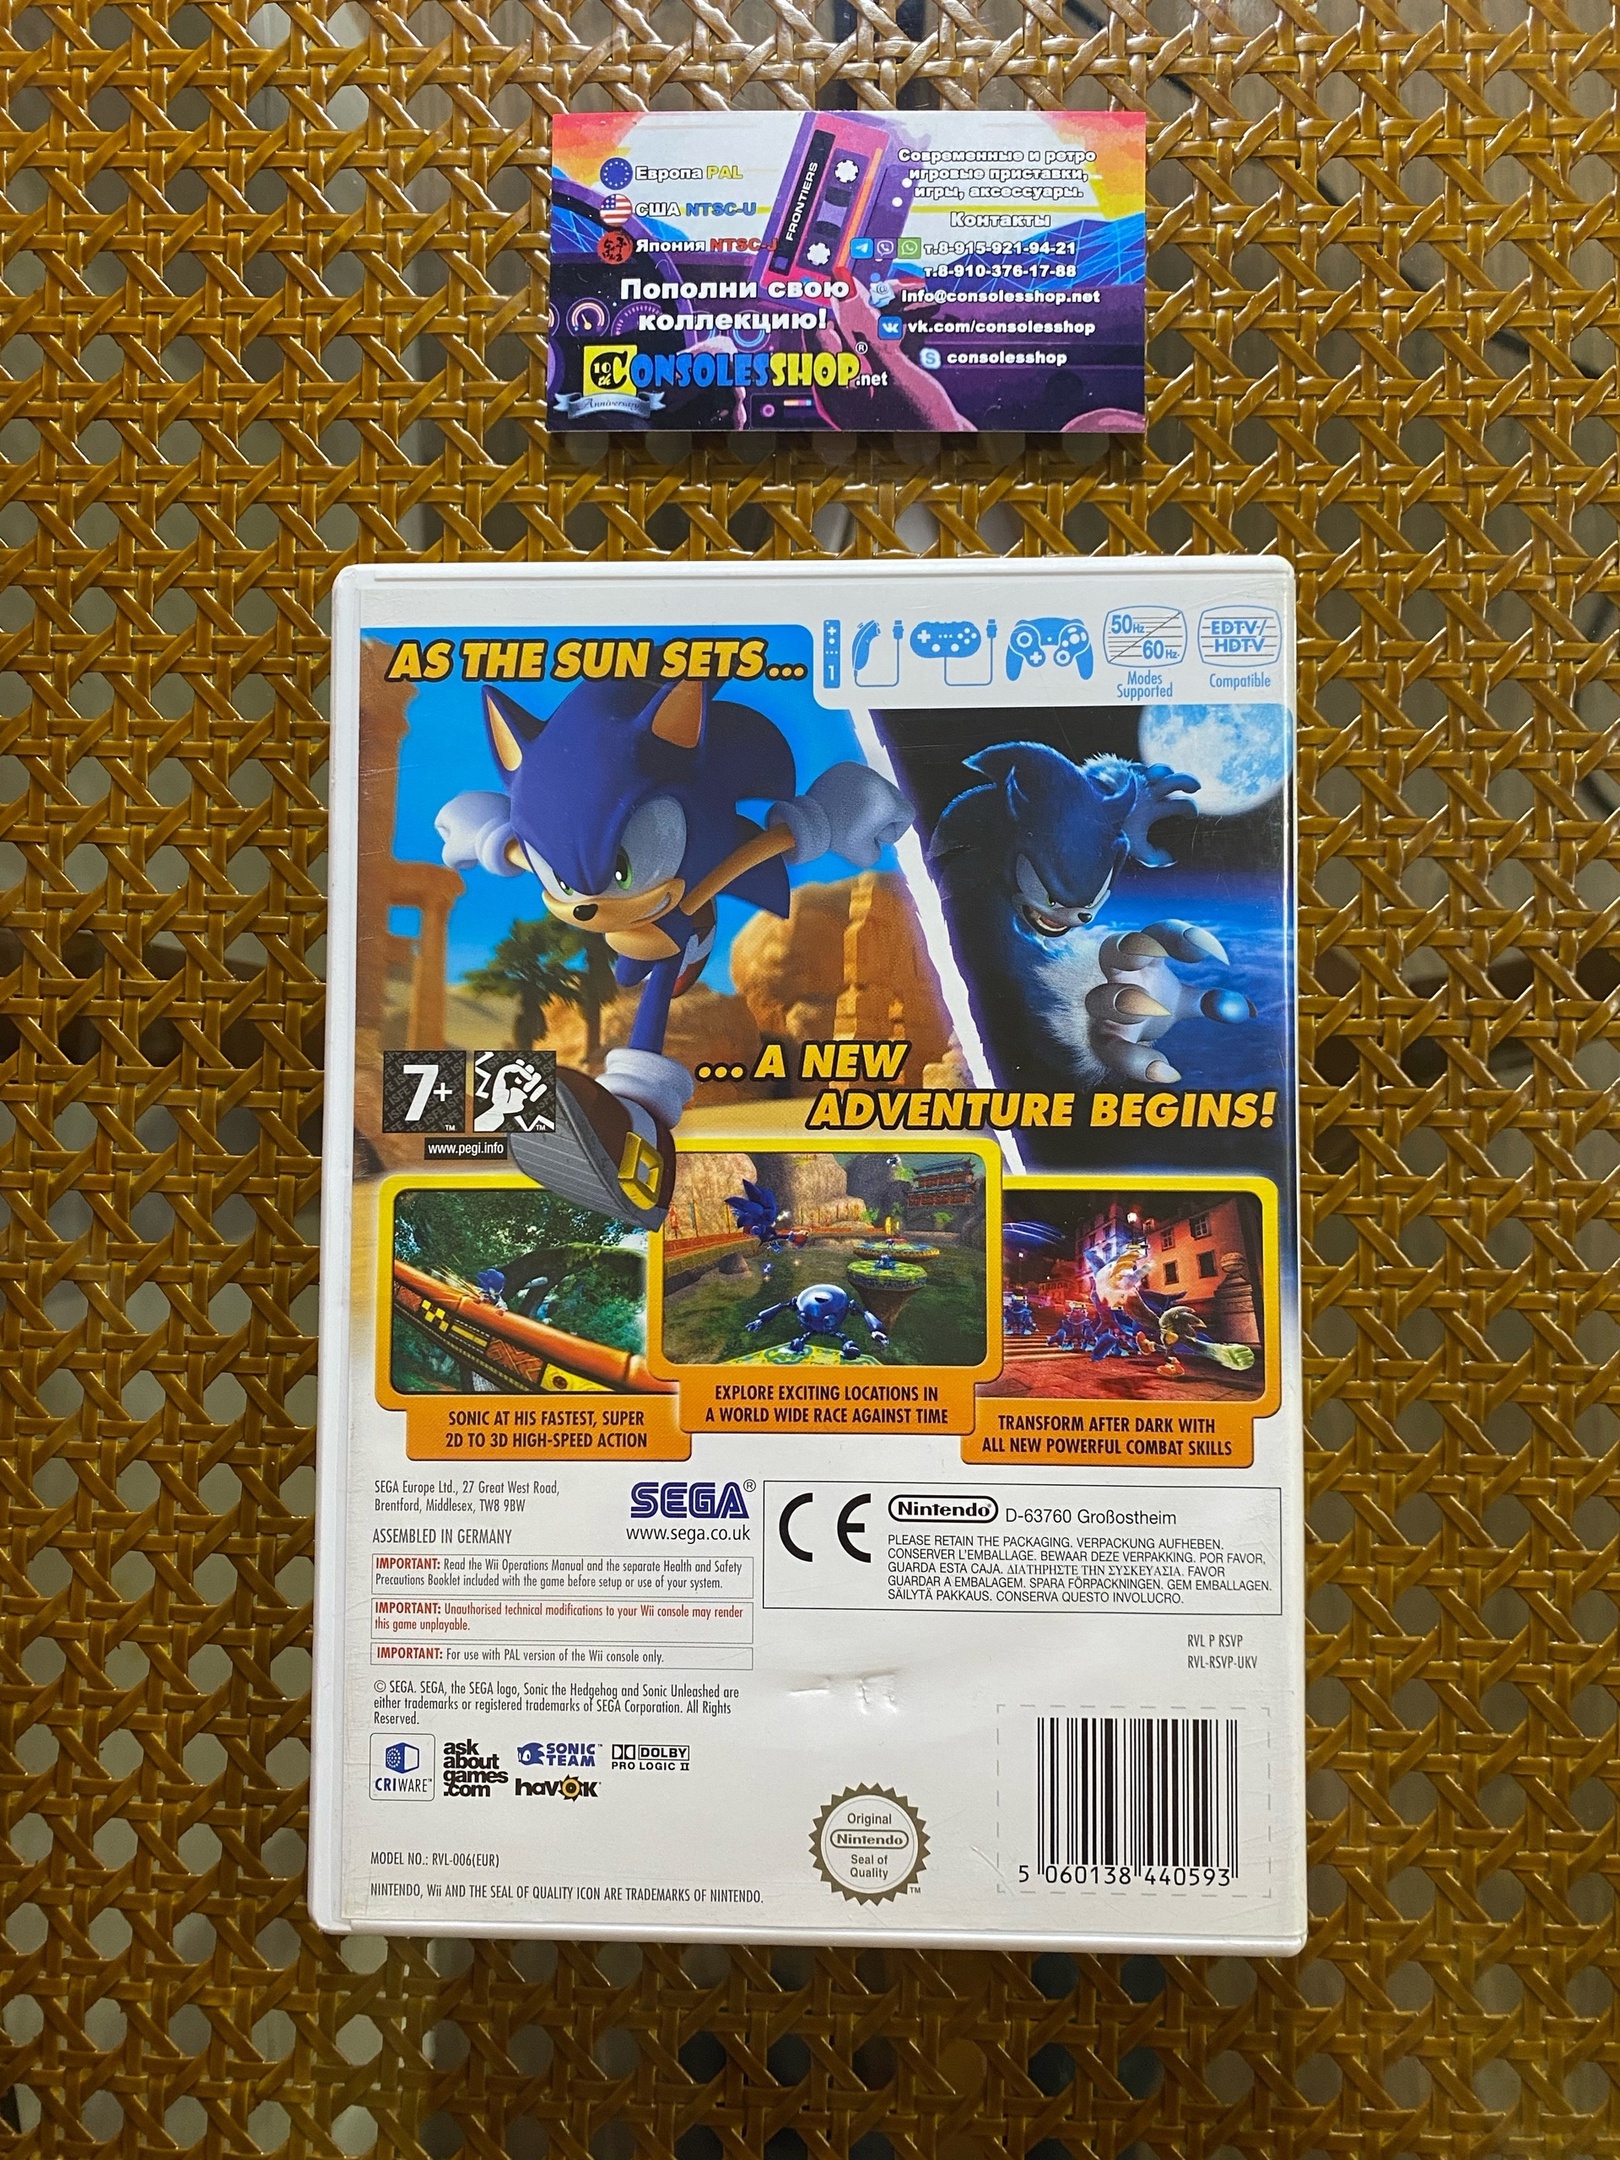 Европа PAL
США NTSC-U
Япония NTSC-J
Пополни свою
коллекцию!
10th CONSOLESSHOP.net ®
Anniversary
FRONTIERS
Современные и ретро
игровые приставки,
игры, аксессуары.
Контакты
т.8-915-921-94-21
т.8-910-376-17-88
info@consolesshop.net
vk.com/consolesshop
consolesshop
AS THE SUN SETS...
1
50Hz
60Hz
Modes
Supported
EDTV/
HDTV
Compatible
... A NEW
ADVENTURE BEGINS!
7+ ™
™
www.pegi.info
SONIC AT HIS FASTEST, SUPER
2D TO 3D HIGH-SPEED ACTION
EXPLORE EXCITING LOCATIONS IN
A WORLD WIDE RACE AGAINST TIME
TRANSFORM AFTER DARK WITH
ALL NEW POWERFUL COMBAT SKILLS
SEGA Europe Ltd., 27 Great West Road,
Brentford, Middlesex, TW8 9BW
ASSEMBLED IN GERMANY
SEGA®
www.sega.co.uk
IMPORTANT: Read the Wii Operations Manual and the separate Health and Safety
Precautions Booklet included with the game before setup or use of your system.
IMPORTANT: Unauthorised technical modifications to your Wii console may render
this game unplayable.
IMPORTANT: For use with PAL version of the Wii console only.
CE
Nintendo® D-63760 Großostheim
PLEASE RETAIN THE PACKAGING. VERPACKUNG AUFHEBEN.
CONSERVER L'EMBALLAGE. BEWAAR DEZE VERPAKKING. POR FAVOR,
GUARDA ESTA CAJA. ΔΙΑΤΗΡΗΣΤΕ ΤΗΝ ΣΥΣΚΕΥΑΣΙΑ. FAVOR
GUARDAR A EMBALAGEM. SPARA FÖRPACKNINGEN. GEM EMBALLAGEN.
SÄILYTÄ PAKKAUS. CONSERVA QUESTO INVOLUCRO.
RVL P RSVP
RVL-RSVP-UKV
© SEGA. SEGA, the SEGA logo, Sonic the Hedgehog and Sonic Unleashed are
either trademarks or registered trademarks of SEGA Corporation. All Rights
Reserved.
CRIWARE™
ask
about
games
.com
SONIC
TEAM™
havok™
DOLBY
PRO LOGIC II
MODEL NO.: RVL-006(EUR)
NINTENDO, Wii AND THE SEAL OF QUALITY ICON ARE TRADEMARKS OF NINTENDO.
Original
Nintendo
Seal of
Quality
™
5 060138 440593